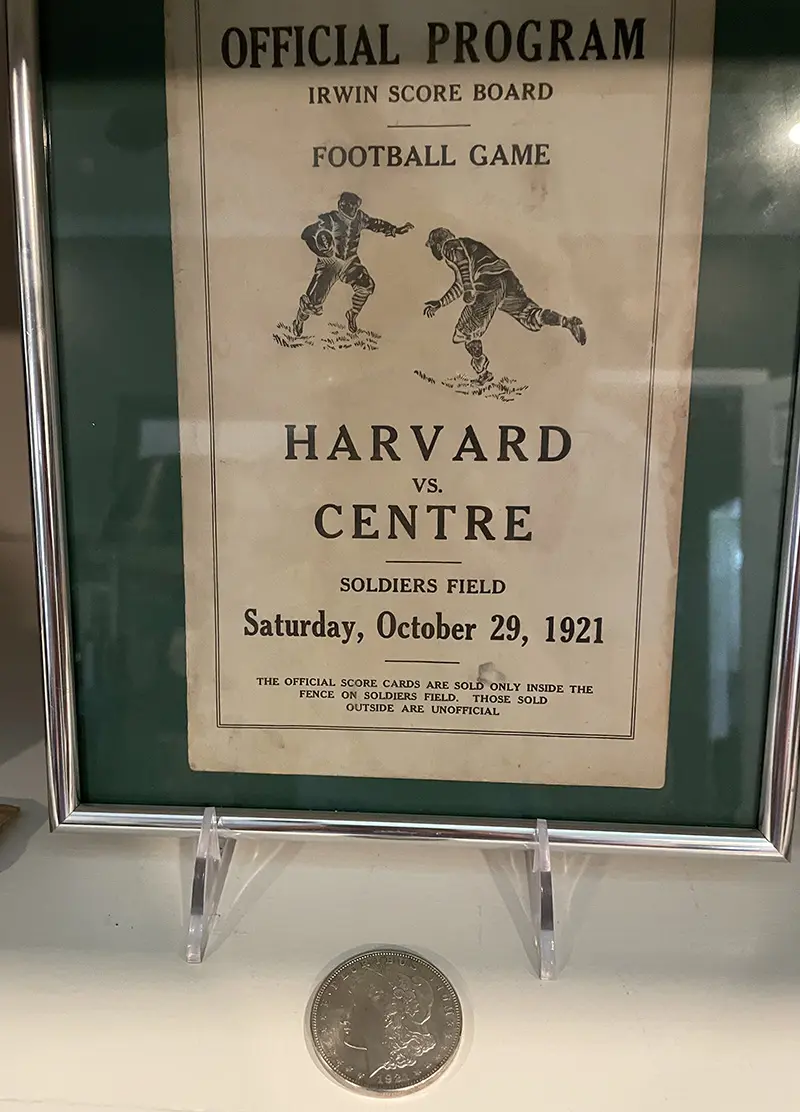 OFFICIAL PROGRAM
IRWIN SCORE BOARD
FOOTBALL GAME
HARVARD
VS.
CENTRE
SOLDIERS FIELD
Saturday, October 29, 1921
THE OFFICIAL SCORE CARDS ARE SOLD ONLY INSIDE THE
FENCE ON SOLDIERS FIELD. THOSE SOLD
OUTSIDE ARE UNOFFICIAL